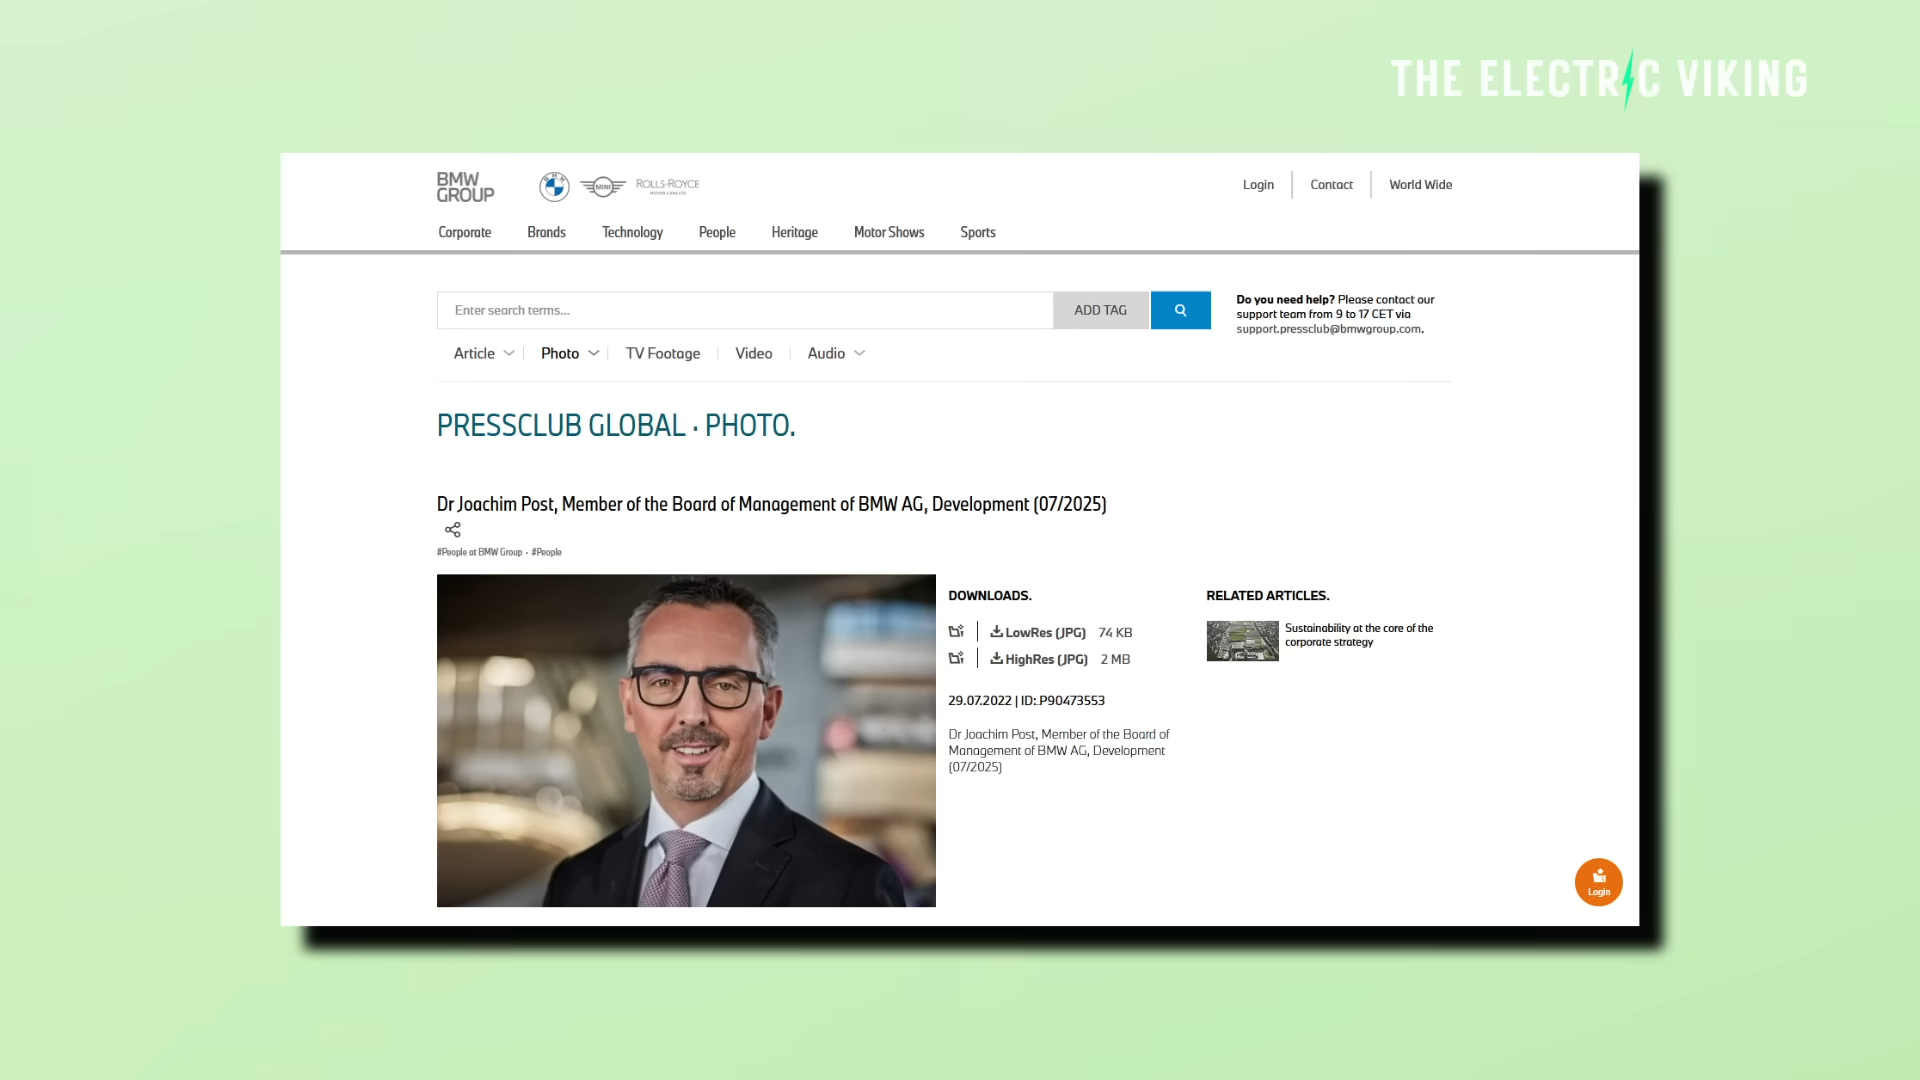 THE ELECTRIC VIKING
BMW
GROUP
BMW
MINI
ROLLS-ROYCE
MOTOR CARS LTD
Login
Contact
World Wide
Corporate
Brands
Technology
People
Heritage
Motor Shows
Sports
Enter search terms...
ADD TAG
Do you need help? Please contact our
support team from 9 to 17 CET via
support.pressclub@bmwgroup.com.
Article
Photo
TV Footage
Video
Audio
PRESSCLUB GLOBAL · PHOTO.
Dr Joachim Post, Member of the Board of Management of BMW AG, Development (07/2025)
#People at BMW Group · #People
DOWNLOADS.
LowRes (JPG) 74 KB
HighRes (JPG) 2 MB
29.07.2022 | ID: P90473553
Dr Joachim Post, Member of the Board of
Management of BMW AG, Development
(07/2025)
RELATED ARTICLES.
Sustainability at the core of the
corporate strategy
Login